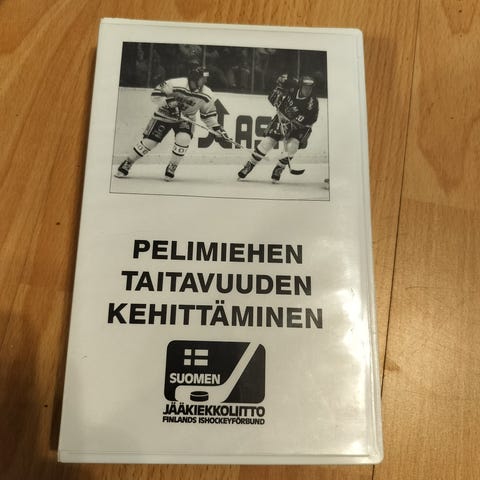 PELIMIEHEN
TAITAVUUDEN
KEHITTÄMINEN
SUOMEN
JÄÄKIEKKOLIITTO
FINLANDS ISHOCKEYFÖRBUND